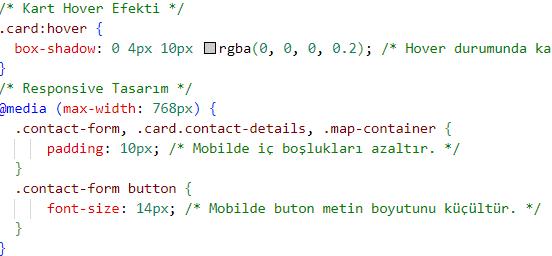 /* Kart Hover Efekti */
.card:hover {
box-shadow: 0 4px 10px rgba(0, 0, 0, 0.2); /* Hover durumunda ka
}
/* Responsive Tasarım */
@media (max-width: 768px) {
.contact-form, .card.contact-details, .map-container {
padding: 10px; /* Mobilde iç boşlukları azaltır. */
}
.contact-form button {
font-size: 14px; /* Mobilde buton metin boyutunu küçültür. */
}
}